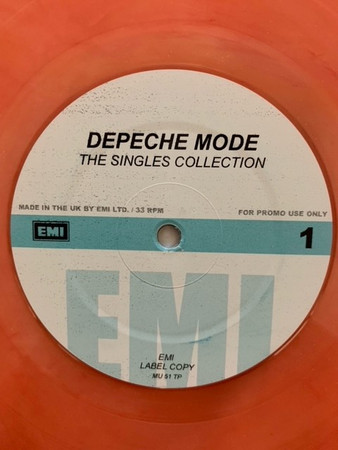 DEPECHE MODE
THE SINGLES COLLECTION
MADE IN THE UK BY EMI LTD. / 33 RPM
FOR PROMO USE ONLY
EMI
1
EMI
EMI
LABEL COPY
MU 51 TP